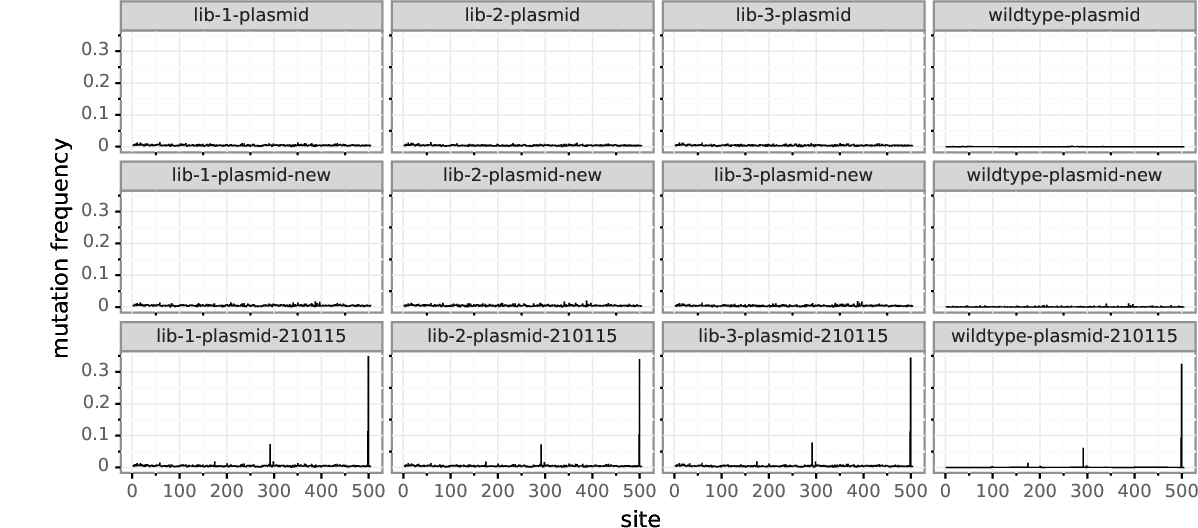 lib-1-plasmid lib-2-plasmid lib-3-plasmid wildtype-plasmid
0.3
0.2
0.1
0
lib-1-plasmid-new lib-2-plasmid-new lib-3-plasmid-new wildtype-plasmid-new
0.3
0.2
0.1
0
mutation frequency
lib-1-plasmid-210115 lib-2-plasmid-210115 lib-3-plasmid-210115 wildtype-plasmid-210115
0.3
0.2
0.1
0
0 100 200 300 400 500 0 100 200 300 400 500 0 100 200 300 400 500 0 100 200 300 400 500
site